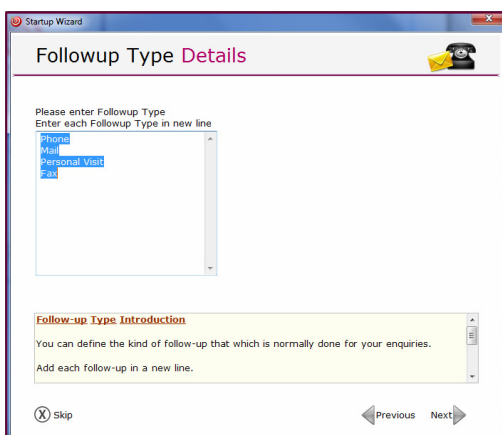 Startup Wizard
Followup Type Details
Please enter Followup Type
Enter each Followup Type in new line
Phone
Mail
Personal Visit
Fax
Follow-up Type Introduction
You can define the kind of follow-up that which is normally done for your enquiries.
Add each follow-up in a new line.
X Skip
Previous Next